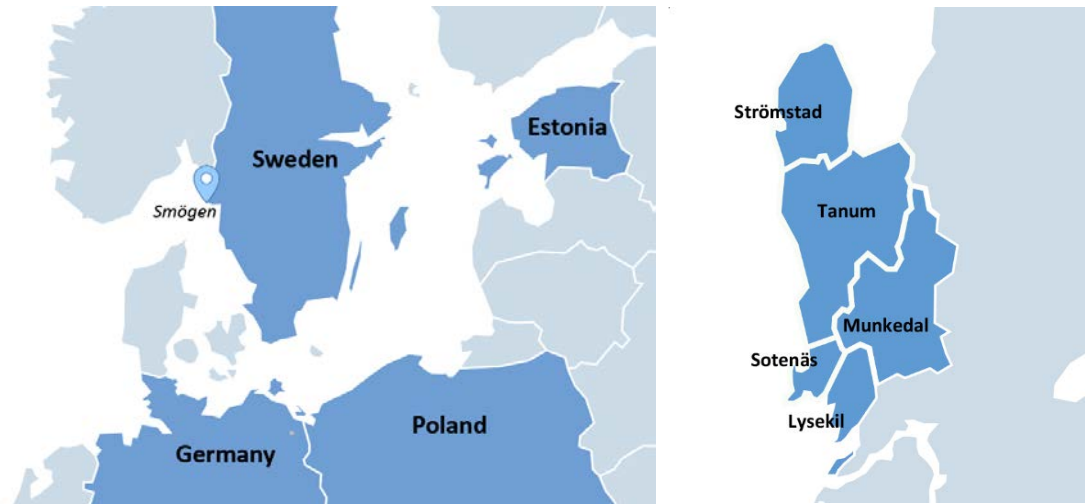 Estonia
Sweden
Smögen
Poland
Germany
Strömstad
Tanum
Munkedal
Sotenäs
Lysekil